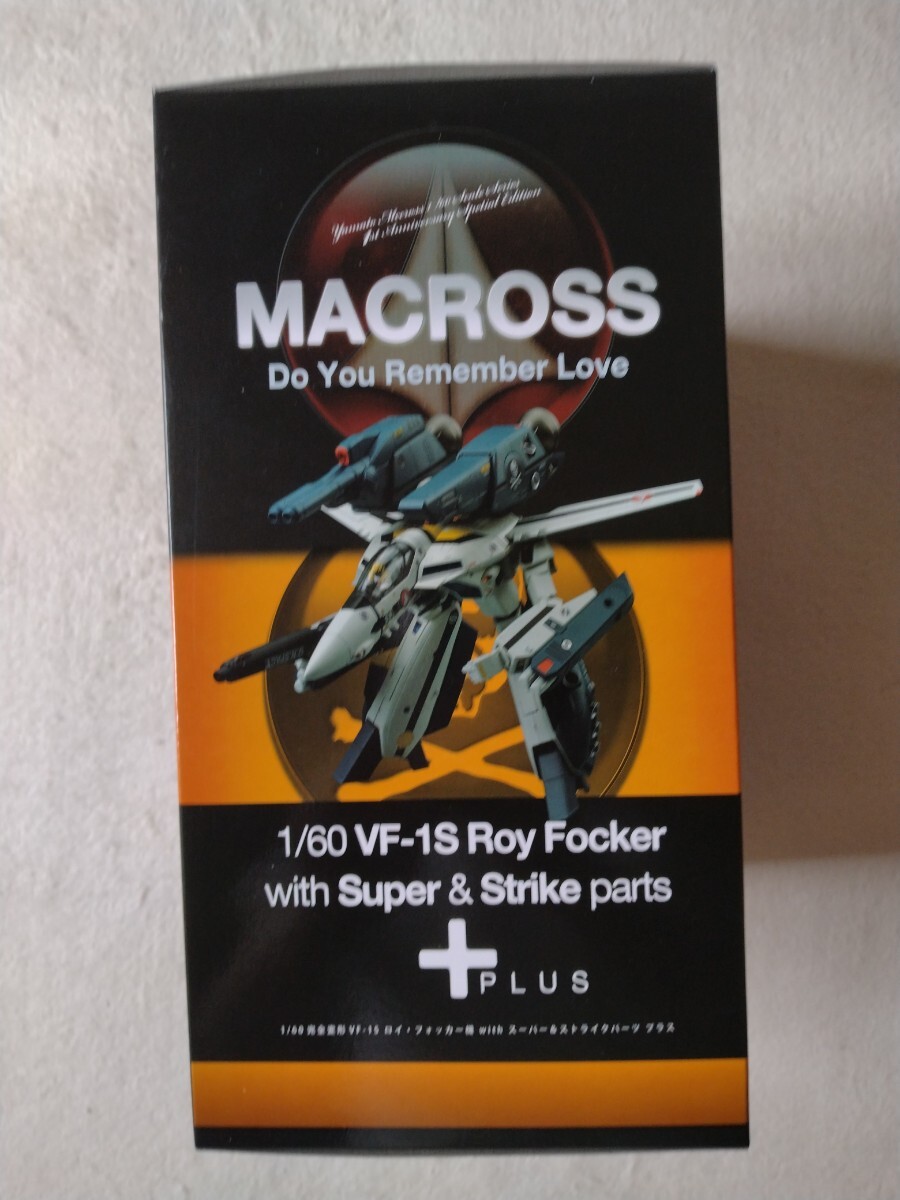 Yamato Macross 1/60 Scale Series
1st Anniversary Special Edition
MACROSS
Do You Remember Love
1/60 VF-1S Roy Focker
with Super & Strike parts
PLUS
1/60 完全変形 VF-1S ロイ・フォッカー機 with スーパー&ストライクパーツ プラス